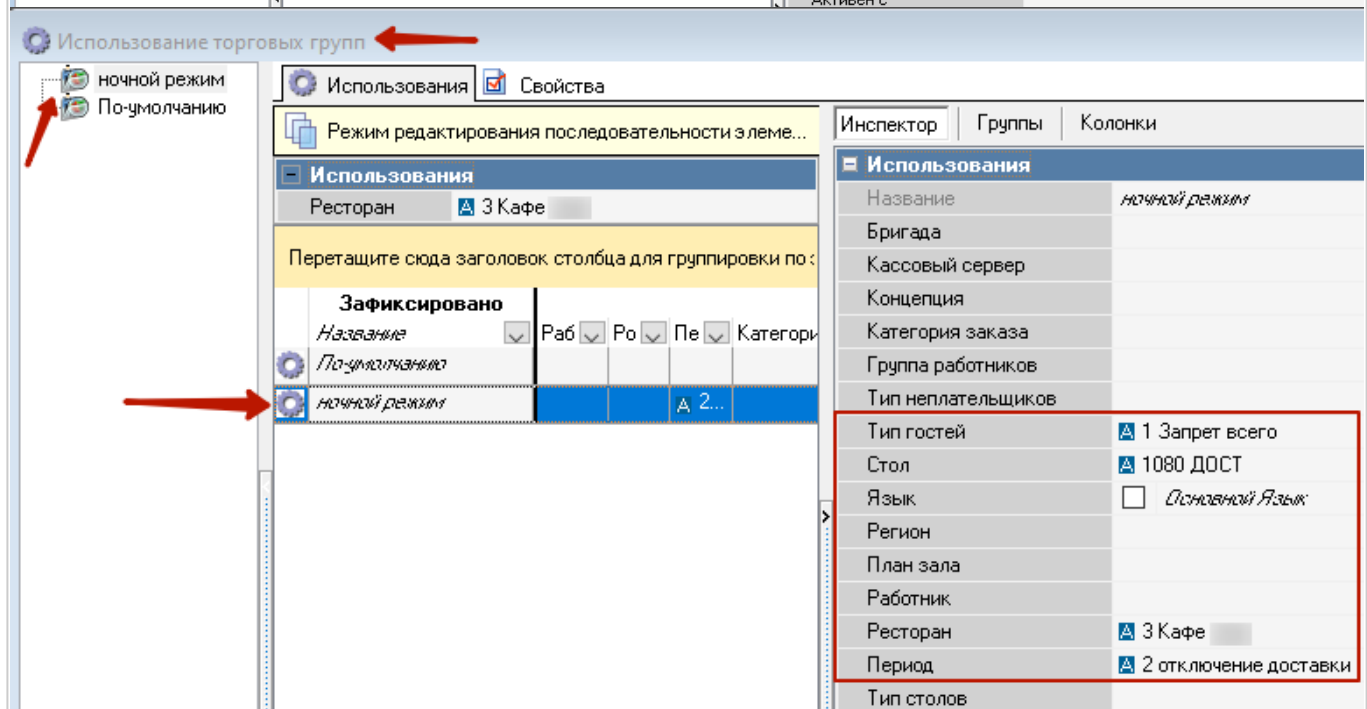 Активен с
Использование торговых групп
ночной режим
По-умолчанию
Использования
Свойства
Режим редактирования последовательности элеме...
Использования
Ресторан
A 3 Кафе
Перетащите сюда заголовок столбца для группировки по
Зафиксировано
Название
Раб
Ро
Пе
Категори
По-умолчанию
ночной режим
A 2...
Инспектор
Группы
Колонки
Использования
Название
ночной режим
Бригада
Кассовый сервер
Концепция
Категория заказа
Группа работников
Тип неплательщиков
Тип гостей
A 1 Запрет всего
Стол
A 1080 ДОСТ
Язык
Основной Язык
Регион
План зала
Работник
Ресторан
A 3 Кафе
Период
A 2 отключение доставки
Тип столов